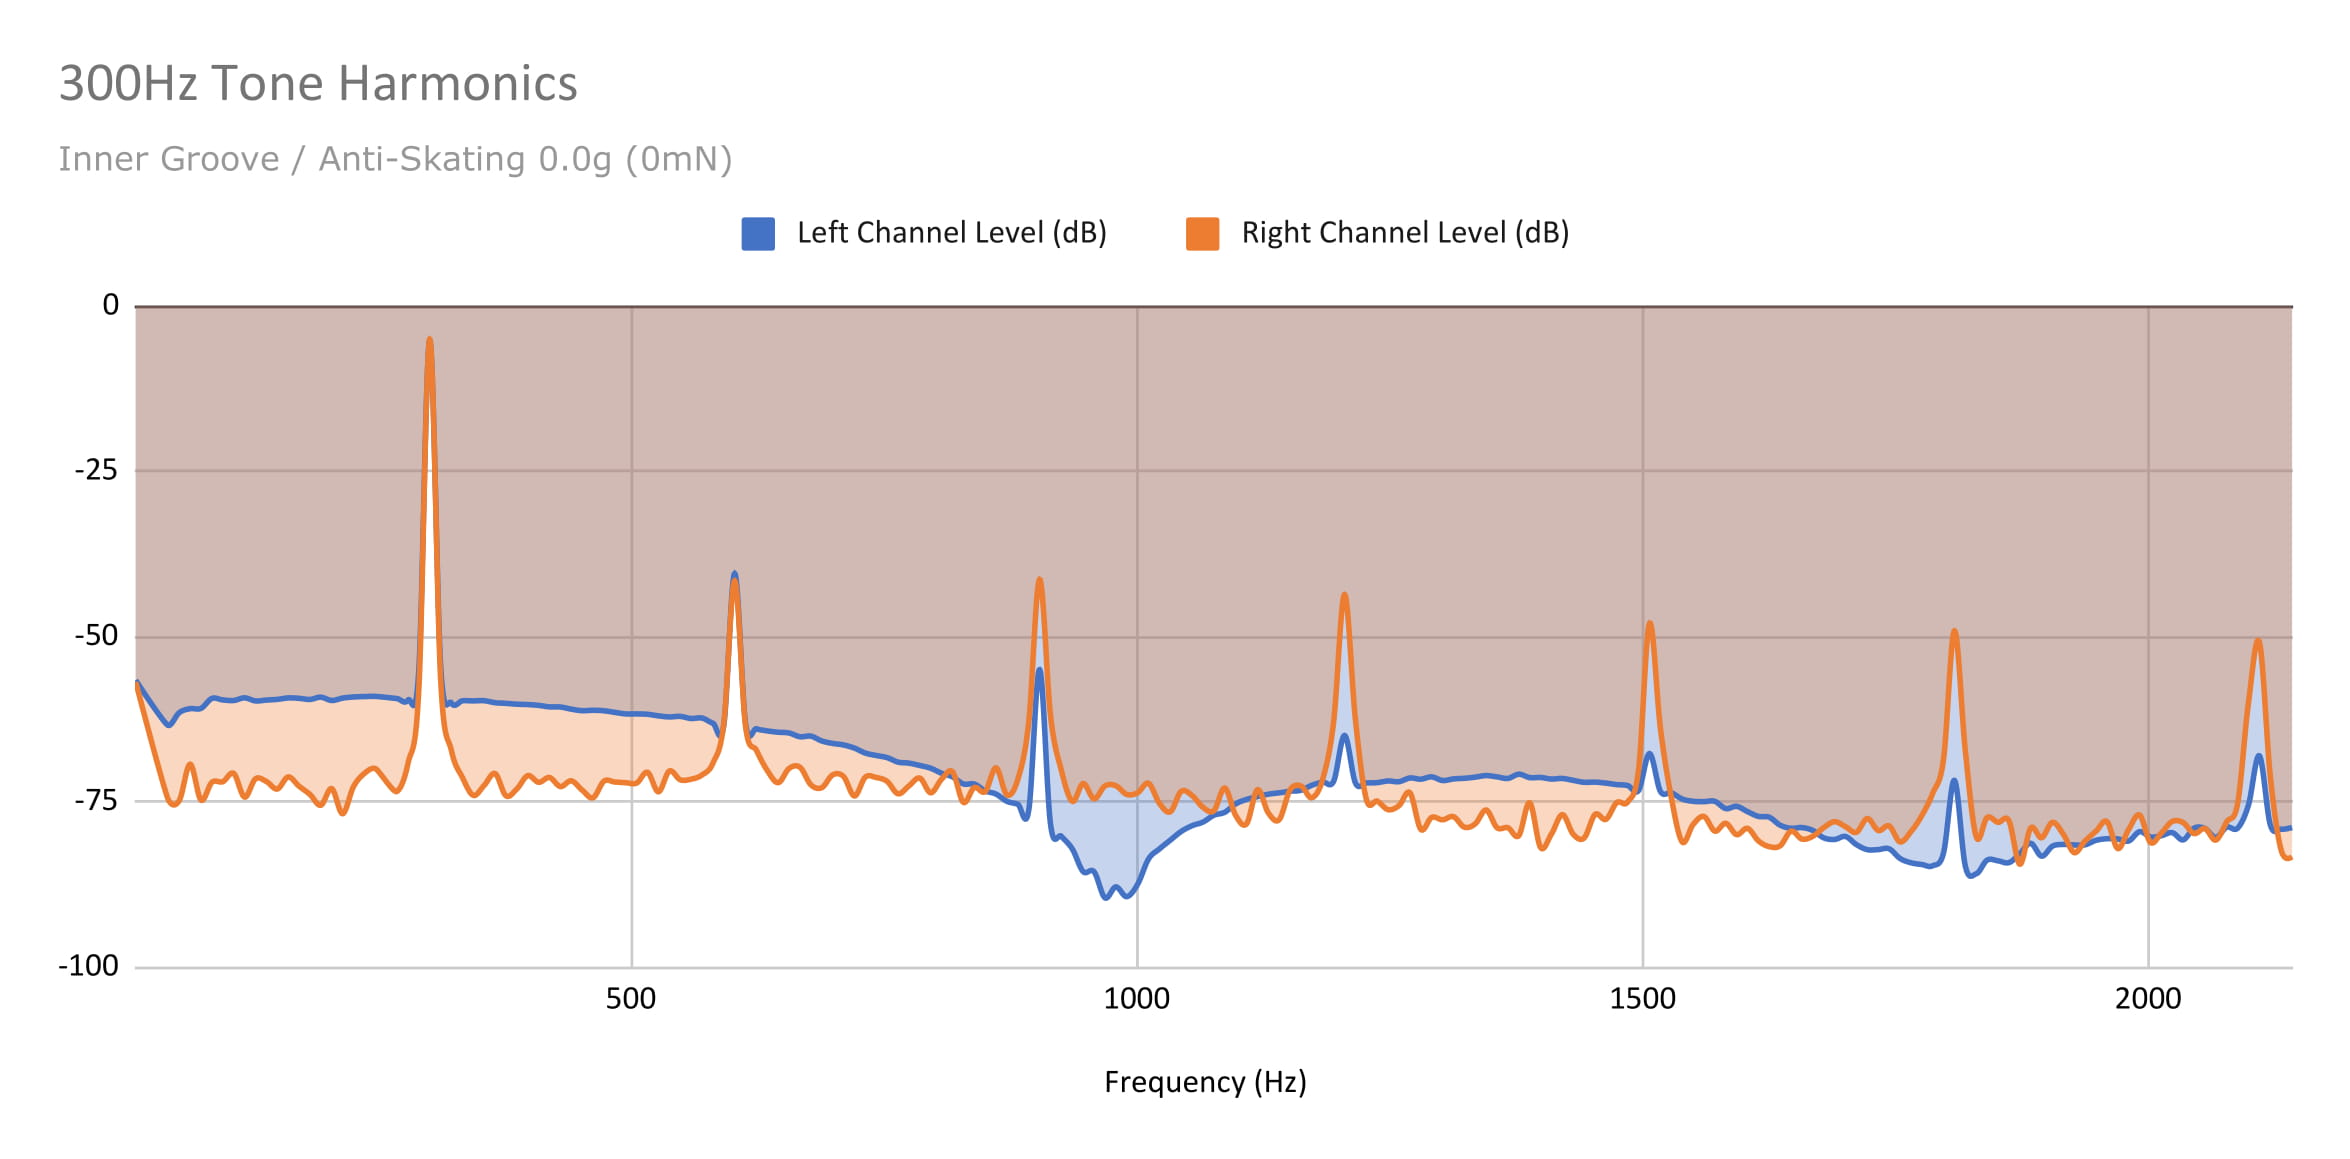 300Hz Tone Harmonics
Inner Groove / Anti-Skating 0.0g (0mN)
Left Channel Level (dB) Right Channel Level (dB)
0
-25
-50
-75
-100
500 1000 1500 2000
Frequency (Hz)